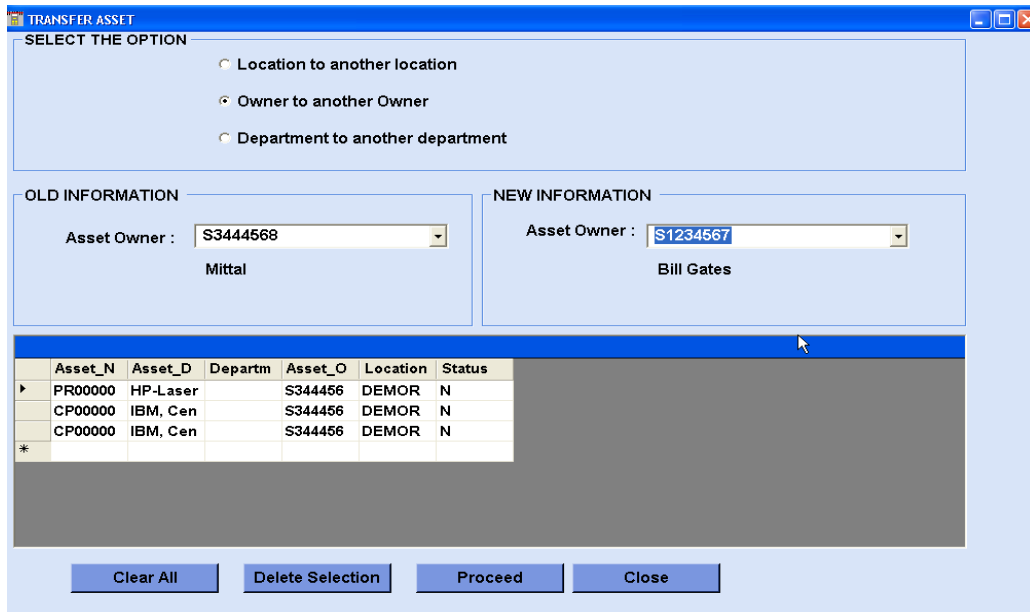 TRANSFER ASSET
SELECT THE OPTION
Location to another location
Owner to another Owner
Department to another department
OLD INFORMATION
Asset Owner : S3444568
Mittal
NEW INFORMATION
Asset Owner : S1234567
Bill Gates
Asset_N Asset_D Departm Asset_O Location Status
PR00000 HP-Laser S344456 DEMOR N
CP00000 IBM, Cen S344456 DEMOR N
CP00000 IBM, Cen S344456 DEMOR N
Clear All Delete Selection Proceed Close